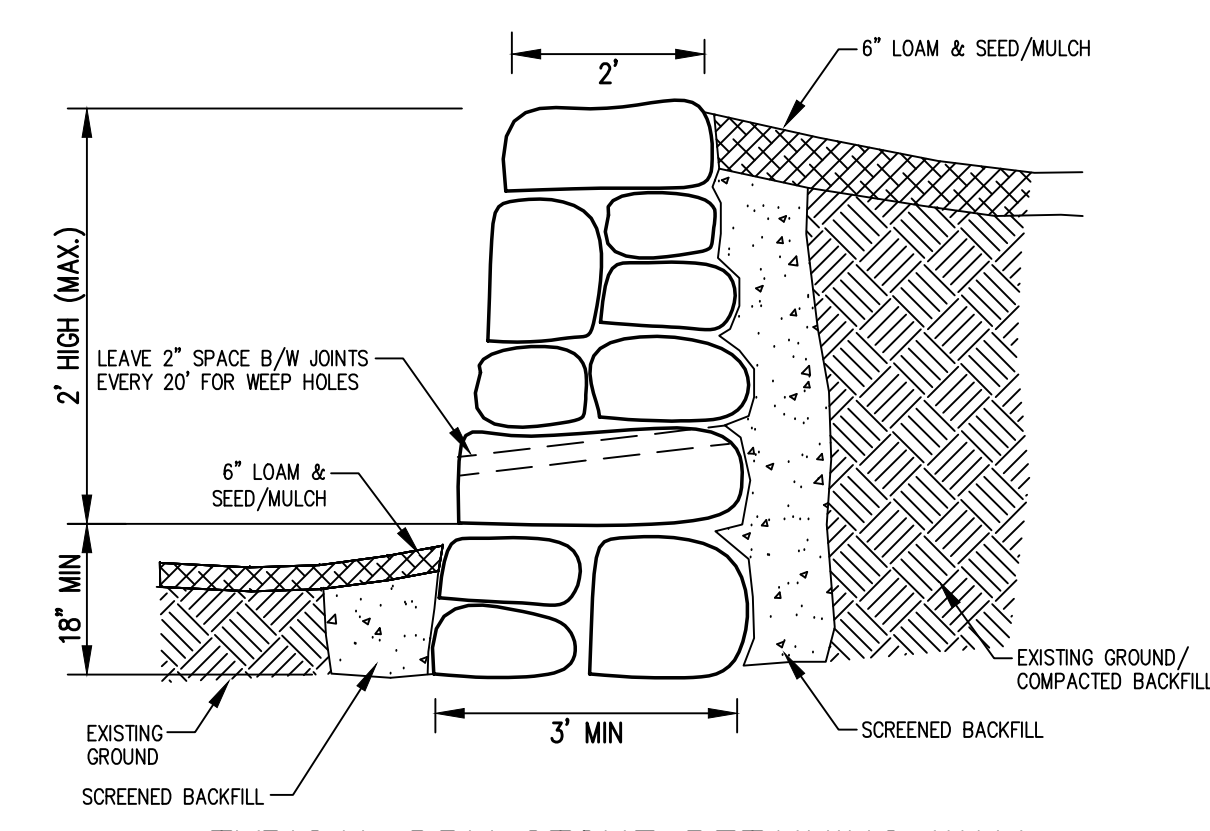 2'
6" LOAM & SEED/MULCH
2' HIGH (MAX.)
LEAVE 2" SPACE B/W JOINTS
EVERY 20' FOR WEEP HOLES
6" LOAM &
SEED/MULCH
18" MIN
EXISTING GROUND/
COMPACTED BACKFILL
3' MIN
SCREENED BACKFILL
EXISTING
GROUND
SCREENED BACKFILL